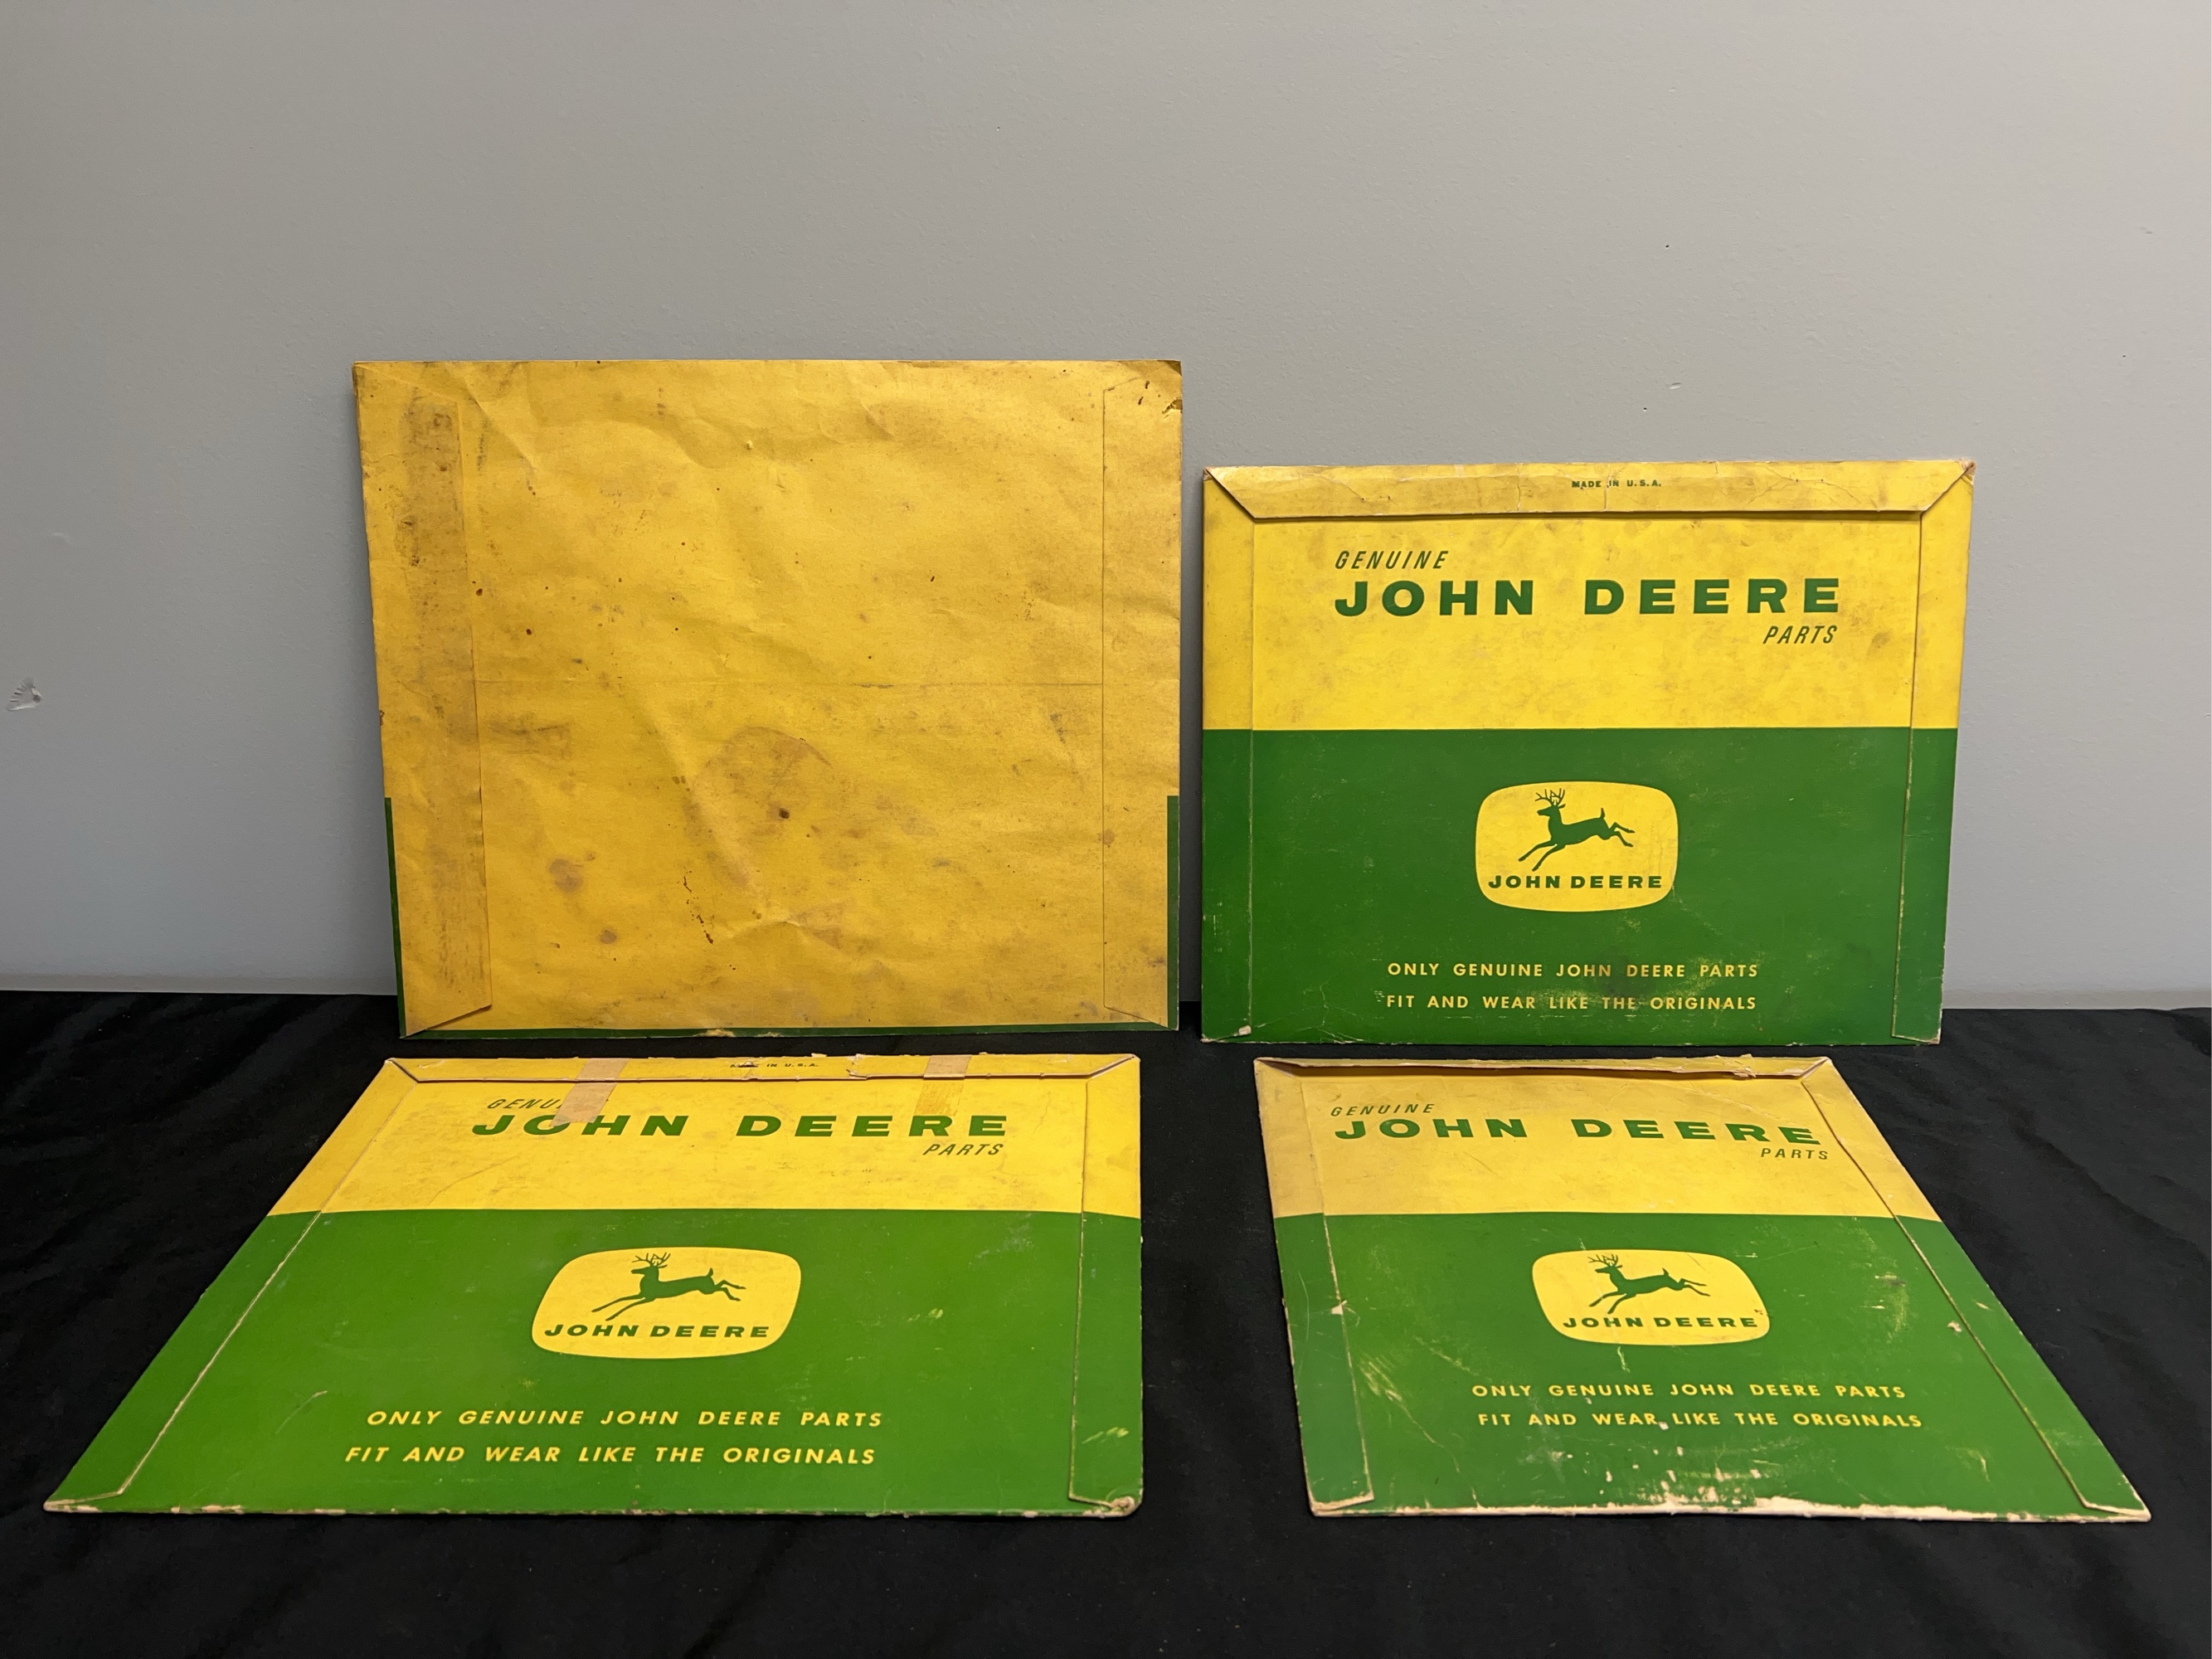 MADE IN U.S.A.
GENUINE
JOHN DEERE
PARTS
JOHN DEERE
ONLY GENUINE JOHN DEERE PARTS
FIT AND WEAR LIKE THE ORIGINALS
IN U.S.A.
JOHN DEERE
PARTS
JOHN DEERE
ONLY GENUINE JOHN DEERE PARTS
FIT AND WEAR LIKE THE ORIGINALS
GENUINE
JOHN DEERE
PARTS
JOHN DEERE
ONLY GENUINE JOHN DEERE PARTS
FIT AND WEAR LIKE THE ORIGINALS